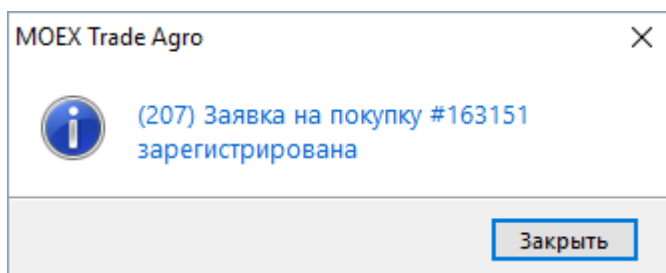 MOEX Trade Agro
(207) Заявка на покупку #163151
зарегистрирована
Закрыть